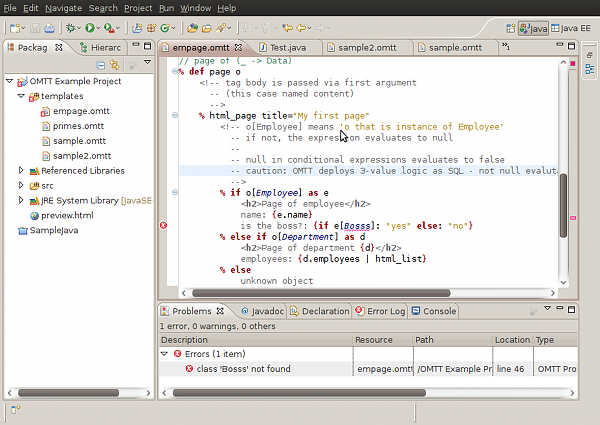 File Edit Navigate Search Project Run Window Help
Java Java EE
Packag Hierarc
OMTT Example Project
templates
empage.omtt
primes.omtt
sample.omtt
sample2.omtt
Referenced Libraries
src
JRE System Library [JavaSE-
preview.html
SampleJava
empage.omtt Test.java sample2.omtt sample.omtt
// page of (_ -> Data)
% def page o
<!-- tag body is passed via first argument
-- (this case named content)
-->
% html_page title="My first page"
<!-- o[Employee] means 'o that is instance of Employee'
-- if not, the expression evaluates to null
--
-- null in conditional expressions evaluates to false
-- caution: OMTT deploys 3-value logic as SQL - not null evaluta
-->
% if o[Employee] as e
<h2>Page of employee</h2>
name: {e.name}
is the boss?: {if e[Bosss]: "yes" else: "no"}
% else if o[Department] as d
<h2>Page of department {d}</h2>
employees: {d.employees | html_list}
% else
unknown object
Problems Javadoc Declaration Error Log Console
1 error, 0 warnings, 0 others
Description Resource Path Location Type
Errors (1 item)
class 'Bosss' not found empage.omtt /OMTT Example Pr line 46 OMTT Pro